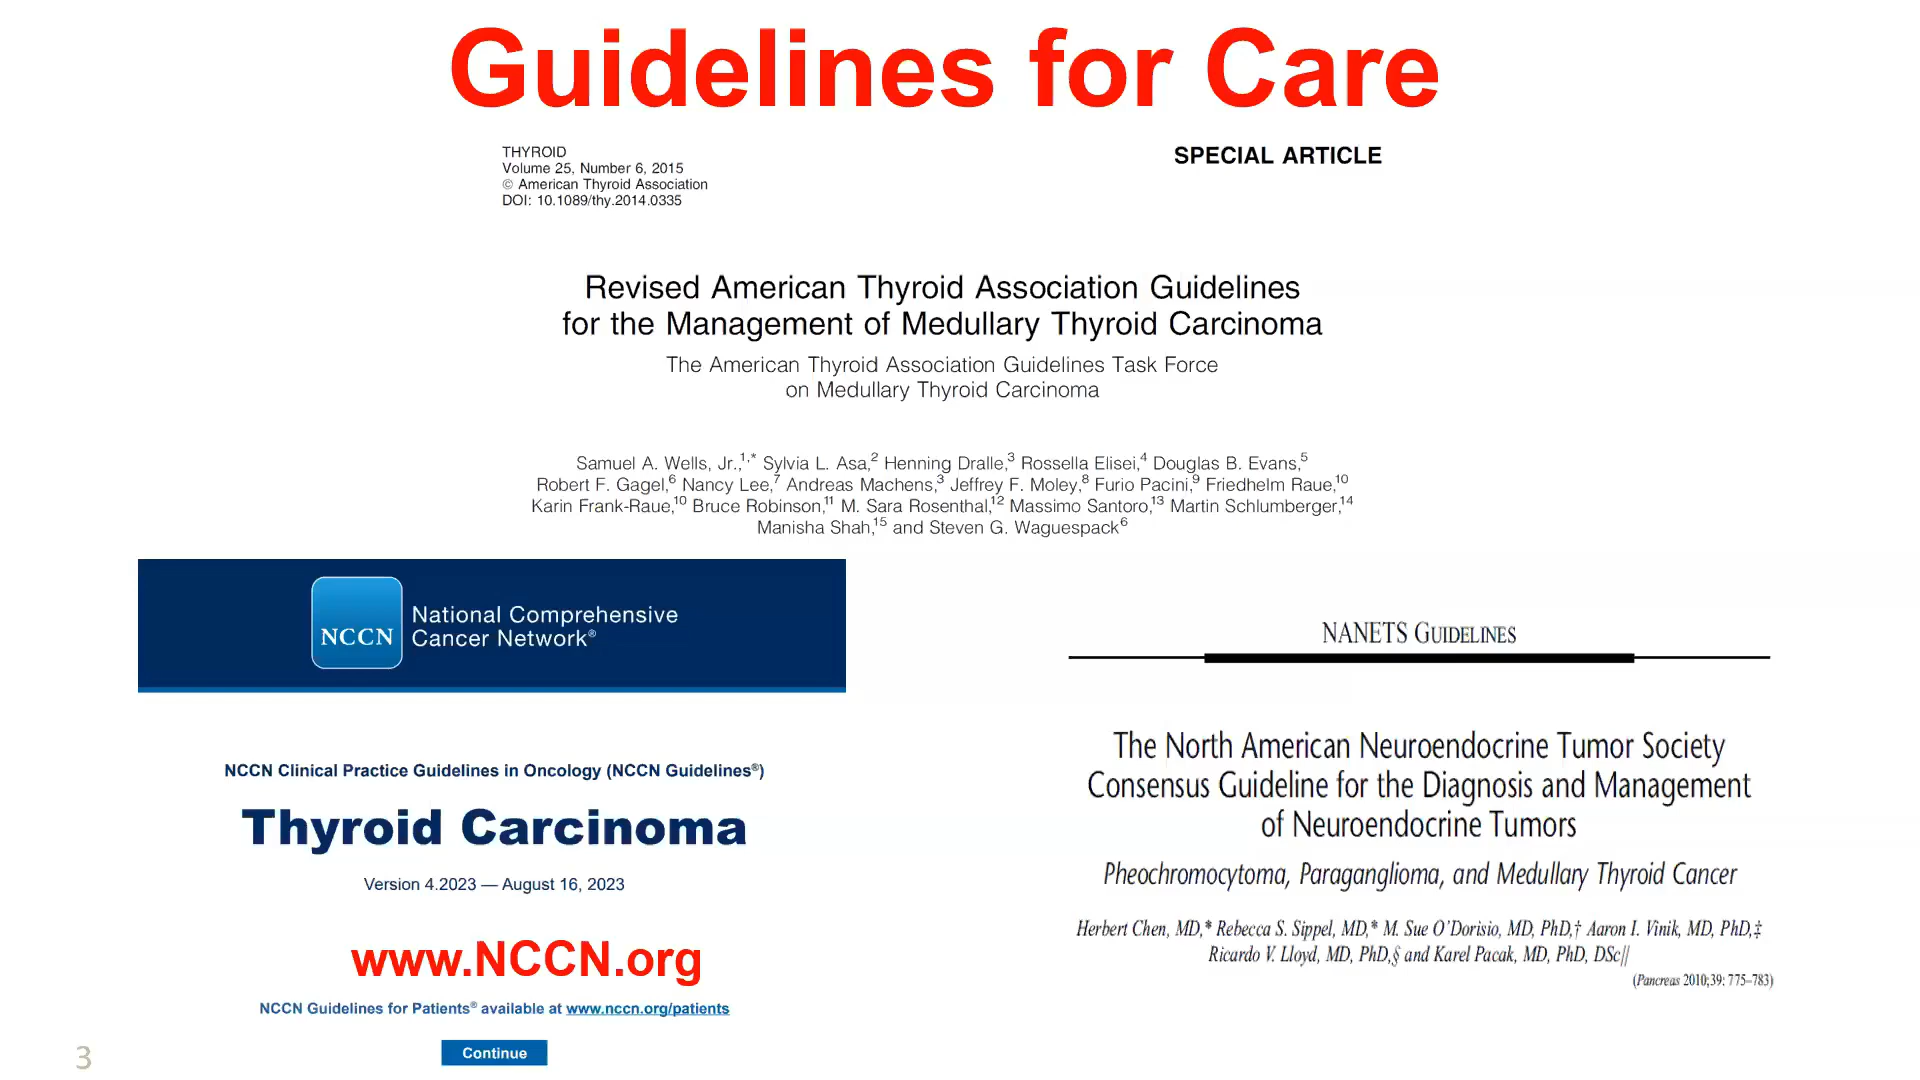 Guidelines for Care
THYROID
Volume 25, Number 6, 2015
© American Thyroid Association
DOI: 10.1089/thy.2014.0335
SPECIAL ARTICLE
Revised American Thyroid Association Guidelines
for the Management of Medullary Thyroid Carcinoma
The American Thyroid Association Guidelines Task Force
on Medullary Thyroid Carcinoma
Samuel A. Wells, Jr.,1,* Sylvia L. Asa,2 Henning Dralle,3 Rossella Elisei,4 Douglas B. Evans,5
Robert F. Gagel,6 Nancy Lee,7 Andreas Machens,3 Jeffrey F. Moley,8 Furio Pacini,9 Friedhelm Raue,10
Karin Frank-Raue,10 Bruce Robinson,11 M. Sara Rosenthal,12 Massimo Santoro,13 Martin Schlumberger,14
Manisha Shah,15 and Steven G. Waguespack6
NCCN
National Comprehensive
Cancer Network®
NCCN Clinical Practice Guidelines in Oncology (NCCN Guidelines®)
Thyroid Carcinoma
Version 4.2023 — August 16, 2023
www.NCCN.org
NCCN Guidelines for Patients® available at www.nccn.org/patients
Continue
NANETS GUIDELINES
The North American Neuroendocrine Tumor Society
Consensus Guideline for the Diagnosis and Management
of Neuroendocrine Tumors
Pheochromocytoma, Paraganglioma, and Medullary Thyroid Cancer
Herbert Chen, MD,* Rebecca S. Sippel, MD,* M. Sue O'Dorisio, MD, PhD,† Aaron I. Vinik, MD, PhD,‡
Ricardo V. Lloyd, MD, PhD,§ and Karel Pacak, MD, PhD, DSc||
(Pancreas 2010;39: 775–783)
3